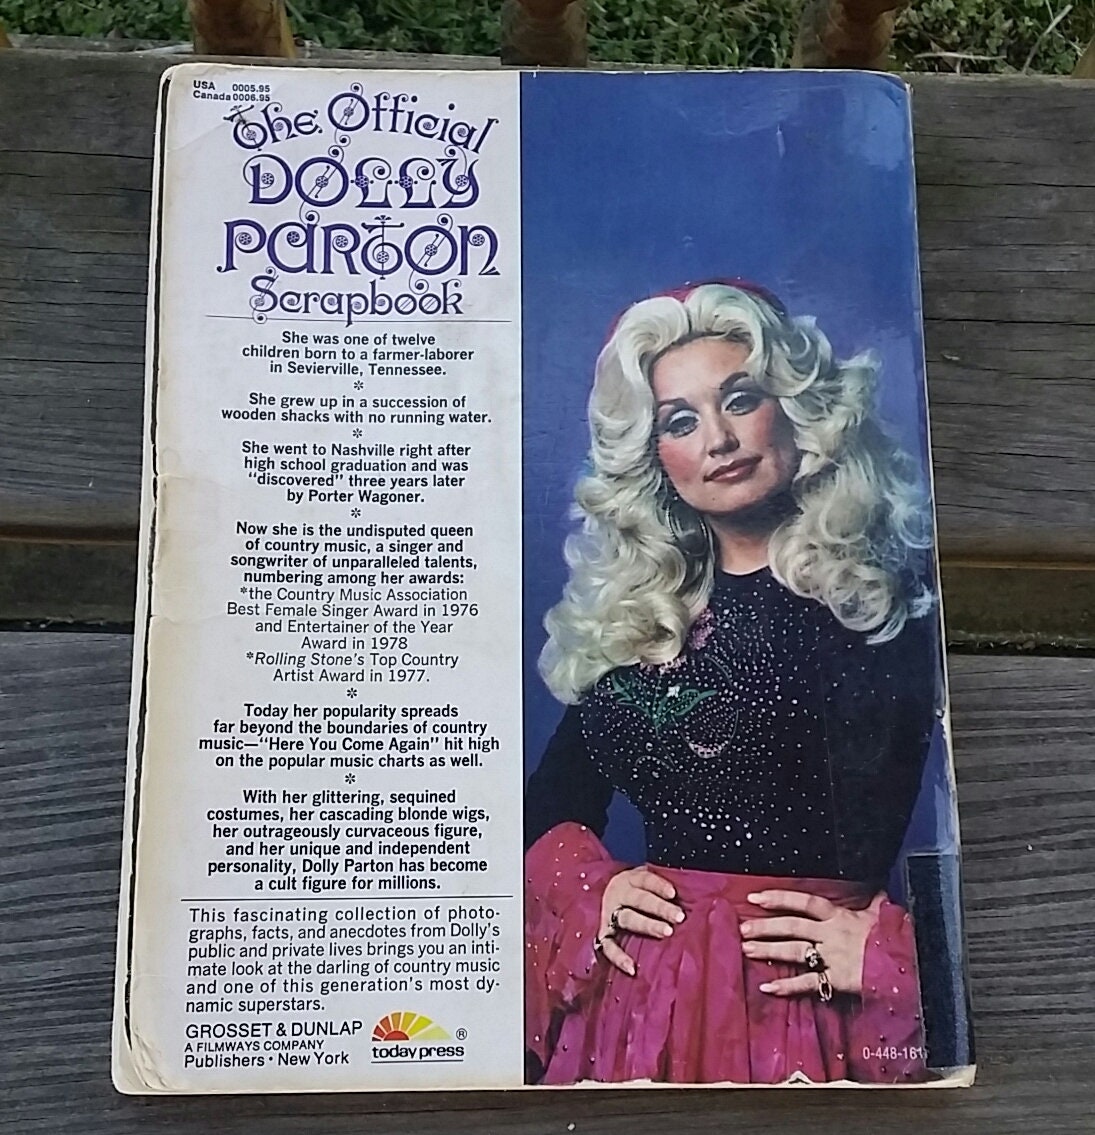 USA 0005.95
Canada 0006.95
The Official
DOLLY
PARTON
Scrapbook
She was one of twelve
children born to a farmer-laborer
in Sevierville, Tennessee.
*
She grew up in a succession of
wooden shacks with no running water.
*
She went to Nashville right after
high school graduation and was
“discovered” three years later
by Porter Wagoner.
*
Now she is the undisputed queen
of country music, a singer and
songwriter of unparalleled talents,
numbering among her awards:
*the Country Music Association
Best Female Singer Award in 1976
and Entertainer of the Year
Award in 1978
*Rolling Stone's Top Country
Artist Award in 1977.
*
Today her popularity spreads
far beyond the boundaries of country
music—“Here You Come Again” hit high
on the popular music charts as well.
*
With her glittering, sequined
costumes, her cascading blonde wigs,
her outrageously curvaceous figure,
and her unique and independent
personality, Dolly Parton has become
a cult figure for millions.
This fascinating collection of photo-
graphs, facts, and anecdotes from Dolly's
public and private lives brings you an inti-
mate look at the darling of country music
and one of this generation's most dy-
namic superstars.
GROSSET & DUNLAP
A FILMWAYS COMPANY
Publishers • New York
today press ®